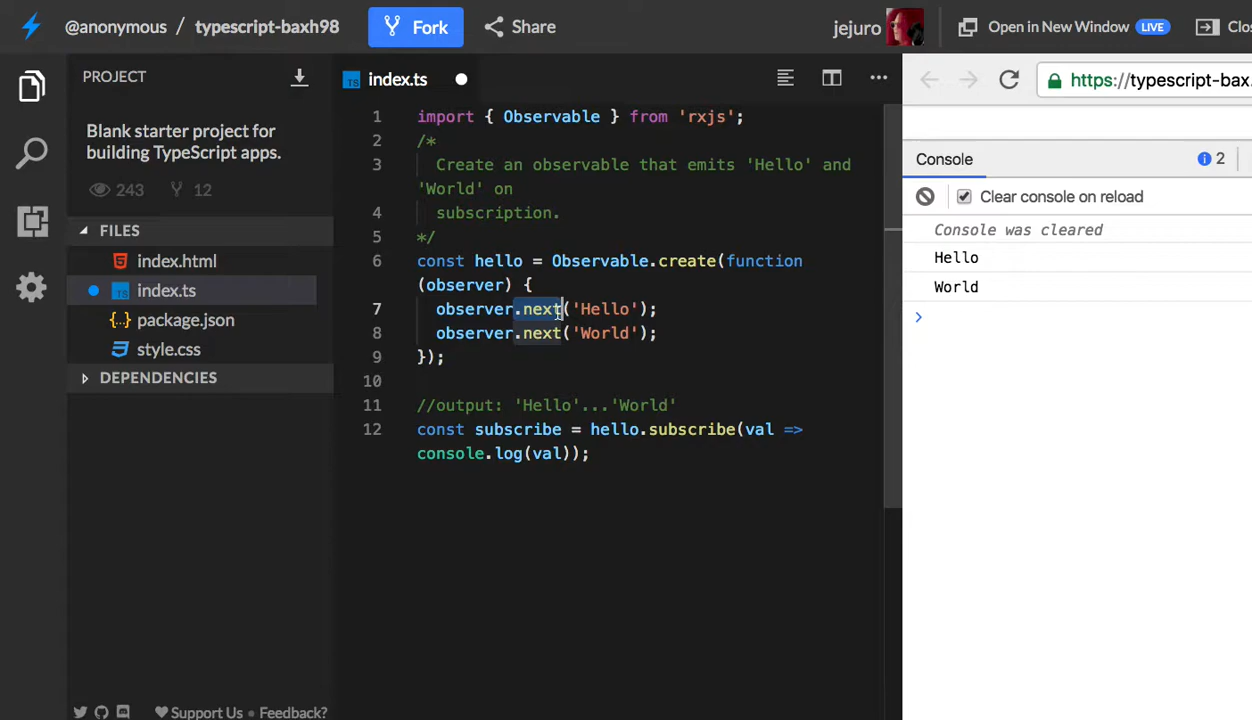 @anonymous / typescript-baxh98 Fork Share jejuro Open in New Window LIVE Clo
PROJECT
Blank starter project for
building TypeScript apps.
243 12
FILES
index.html
index.ts
{..} package.json
style.css
DEPENDENCIES
Support Us • Feedback?
TS index.ts
1 import { Observable } from 'rxjs';
2 /*
3 Create an observable that emits 'Hello' and
'World' on
4 subscription.
5 */
6 const hello = Observable.create(function
(observer) {
7 observer.next('Hello');
8 observer.next('World');
9 });
10
11 //output: 'Hello'...'World'
12 const subscribe = hello.subscribe(val =>
console.log(val));
https://typescript-bax
Console 2
Clear console on reload
Console was cleared
Hello
World
>